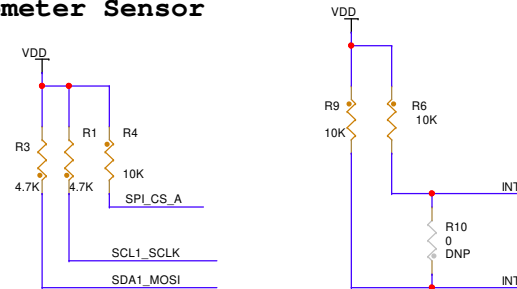 meter Sensor
VDD
R3
R1
R4
4.7K
4.7K
10K
SPI_CS_A
SCL1_SCLK
SDA1_MOSI
VDD
R9
R6
10K
10K
INT
R10
0
DNP
INT